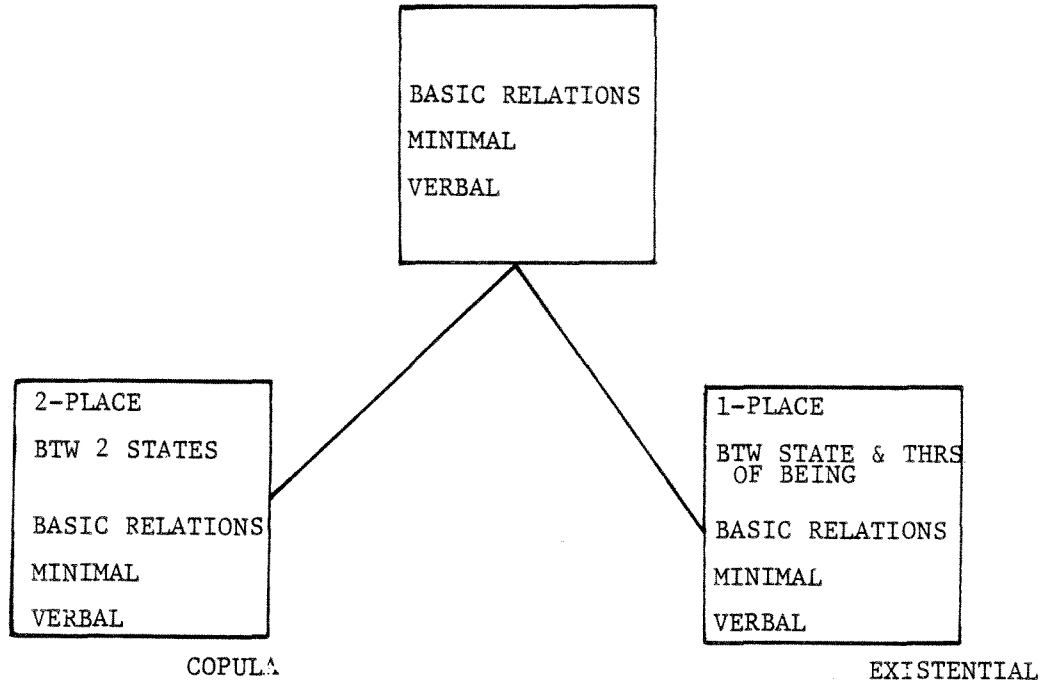 BASIC RELATIONS
MINIMAL
VERBAL
2-PLACE
BTW 2 STATES
BASIC RELATIONS
MINIMAL
VERBAL
COPULA
1-PLACE
BTW STATE & THRS
OF BEING
BASIC RELATIONS
MINIMAL
VERBAL
EXISTENTIAL